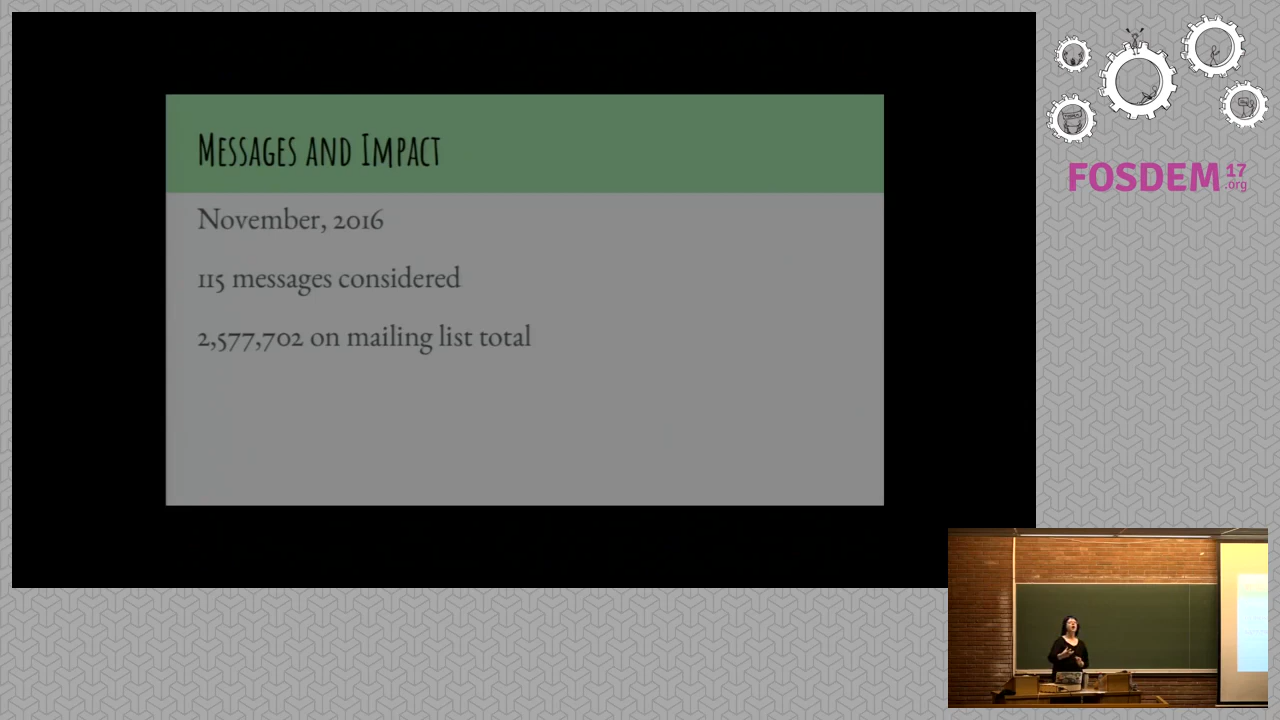 Messages and Impact
November, 2016
115 messages considered
2,577,702 on mailing list total
FOSDEM 17
.org